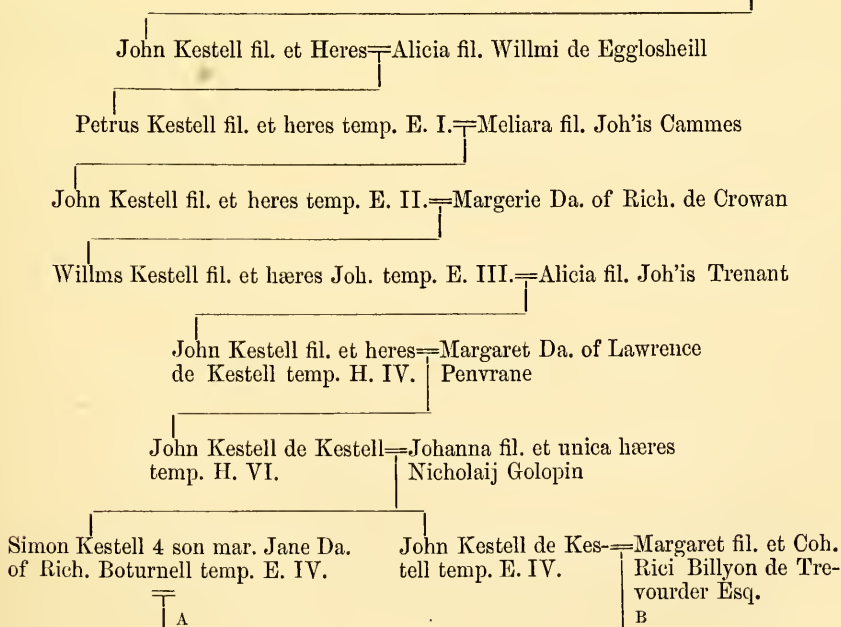 John Kestell fil. et Heres=Alicia fil. Willmi de Egglosheill
Petrus Kestell fil. et heres temp. E. I.=Meliara fil. Joh'is Cammes
John Kestell fil. et heres temp. E. II.=Margerie Da. of Rich. de Crowan
Willms Kestell fil. et hæres Joh. temp. E. III.=Alicia fil. Joh'is Trenant
John Kestell fil. et heres=Margaret Da. of Lawrence
de Kestell temp. H. IV. Penvrane
John Kestell de Kestell=Johanna fil. et unica hæres
temp. H. VI. Nicholaij Golopin
Simon Kestell 4 son mar. Jane Da. John Kestell de Kes-=Margaret fil. et Coh.
of Rich. Boturnell temp. E. IV. tell temp. E. IV. Rici Billyon de Tre-
vourder Esq.
A B